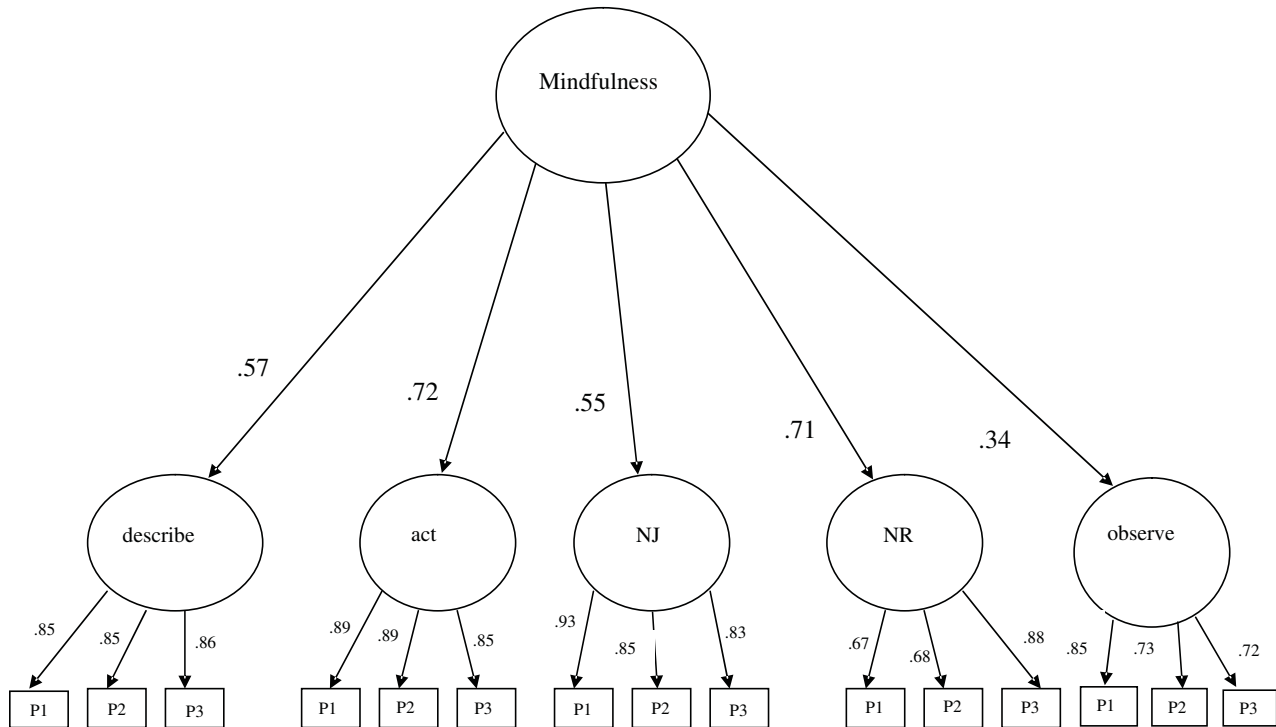 Mindfulness
.57
.72
.55
.71
.34
describe
act
NJ
NR
observe
.85
.85
.86
.89
.89
.85
.93
.85
.83
.67
.68
.88
.85
.73
.72
P1
P2
P3
P1
P2
P3
P1
P2
P3
P1
P2
P3
P1
P2
P3